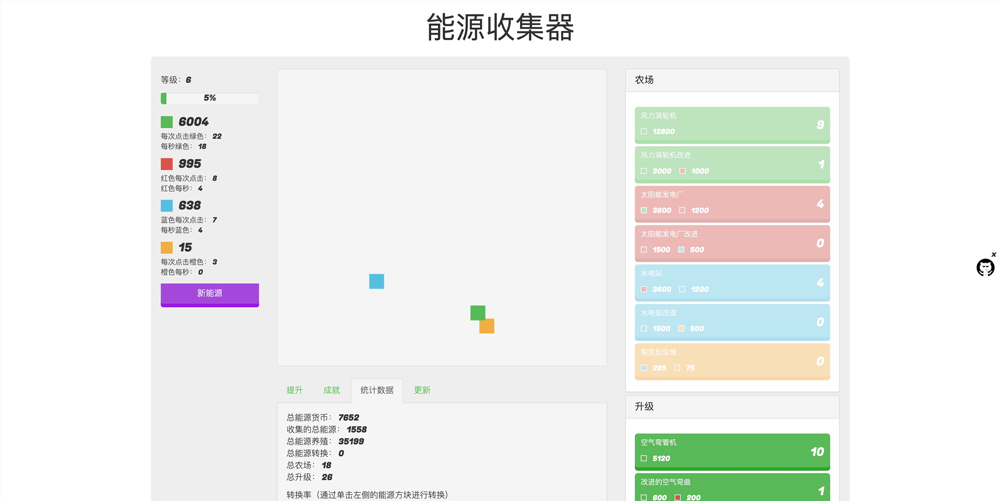 能源收集器
等级: 6
5%
6004
每次点击绿色: 22
每秒绿色: 18
995
红色每次点击: 8
红色每秒: 4
638
蓝色每次点击: 7
每秒蓝色: 4
15
每次点击橙色: 3
橙色每秒: 0
新能源
提升
成就
统计数据
更新
总能源货币: 7652
收集的总能源: 1558
总能源养殖: 35199
总能源转换: 0
总农场: 18
总升级: 26
转换率（通过单击左侧的能源方块进行转换）
农场
风力涡轮机
12800
9
风力涡轮机改进
3000 1000
1
太阳能发电厂
3600 1200
4
太阳能发电厂改进
1500 500
0
水电站
3600 1200
4
水电站改造
1500 500
0
225 75
0
升级
空气弯管机
5120
10
改进的空气弯曲
600 200
1
x